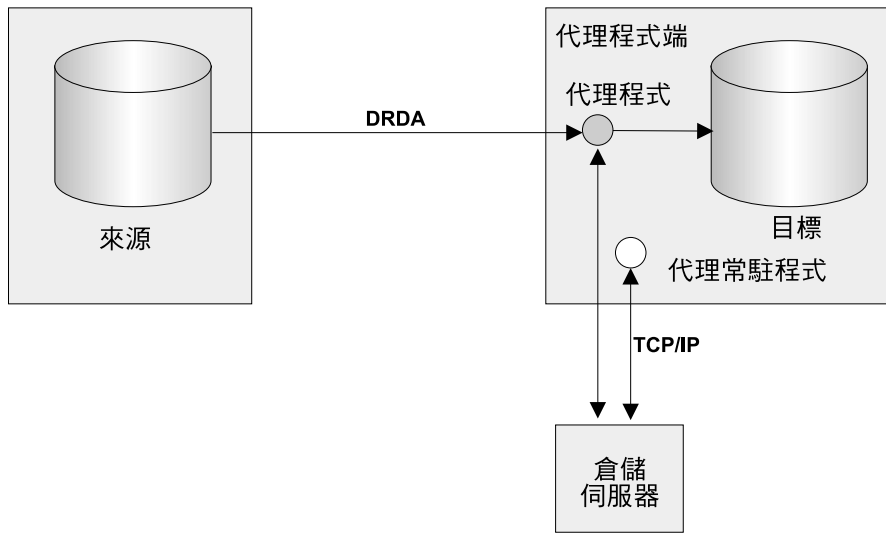 代理程式端
代理程式
DRDA
來源
目標
代理常駐程式
TCP/IP
倉儲
伺服器